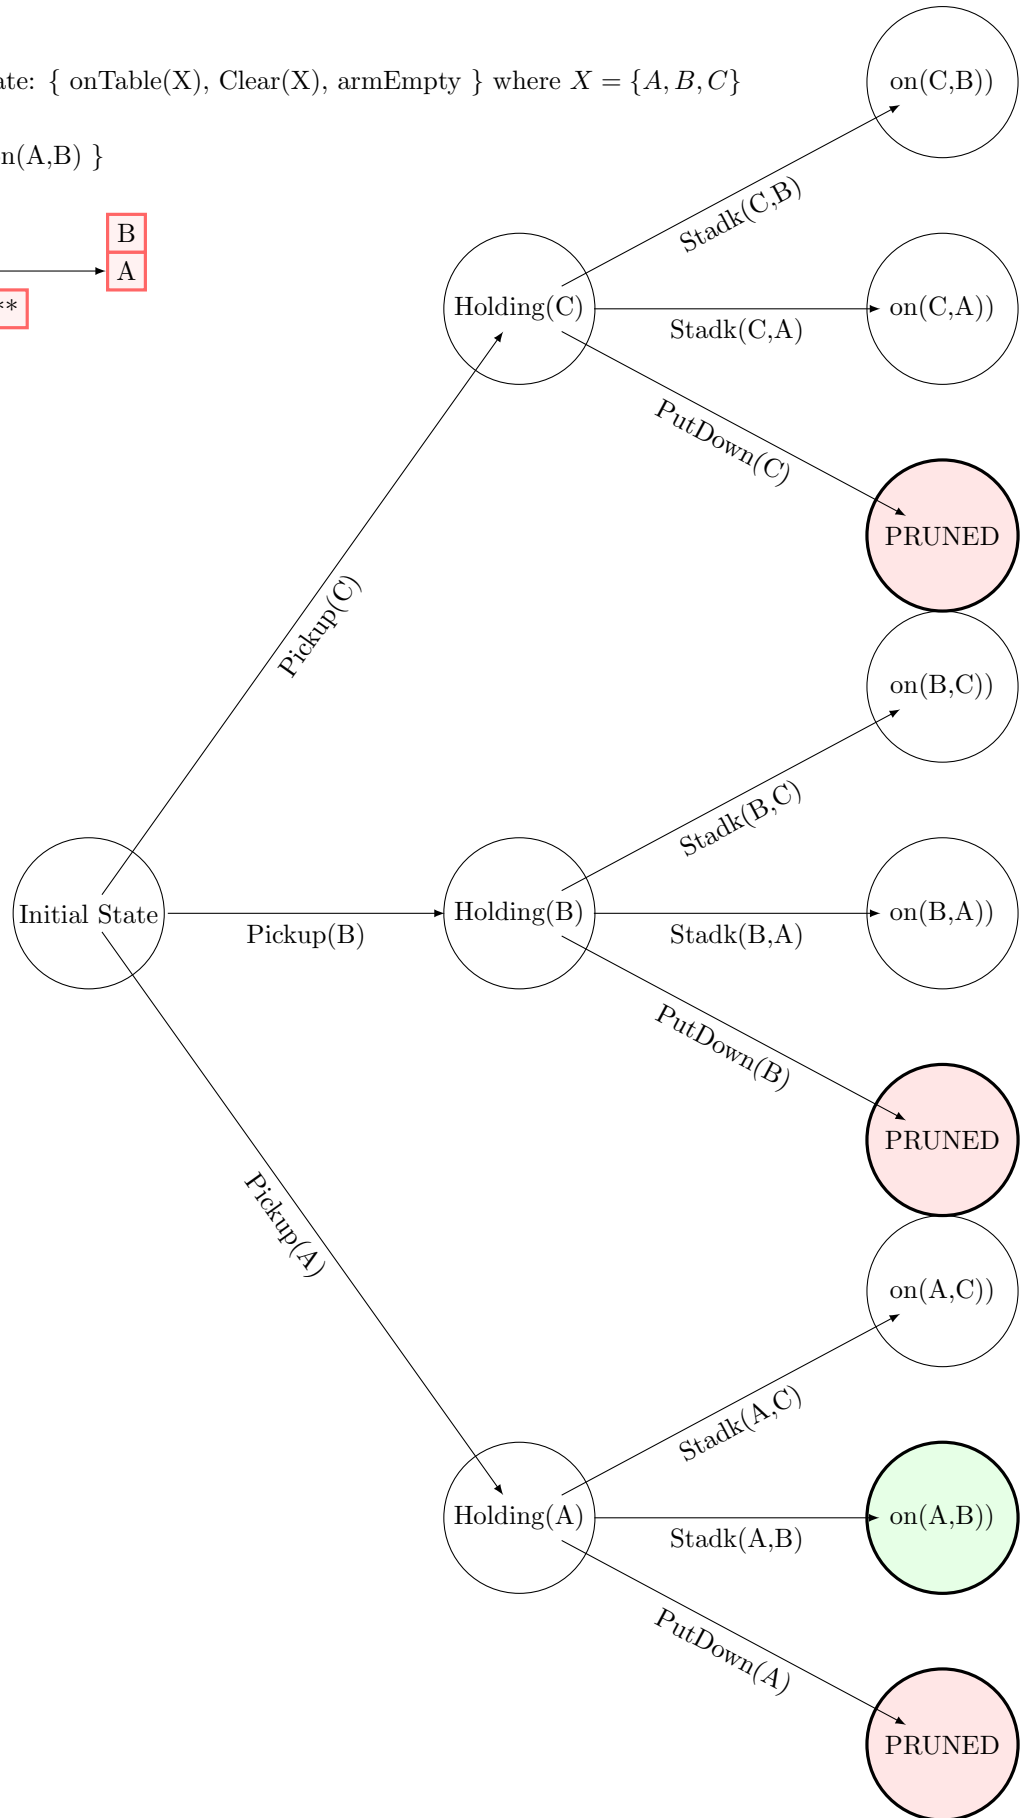 ate: { onTable(X), Clear(X), armEmpty } where X = {A, B, C}
n(A,B) }
B
A
**
on(C,B))
Stadk(C,B)
Holding(C)
on(C,A))
Stadk(C,A)
PutDown(C)
PRUNED
Pickup(C)
on(B,C))
Stadk(B,C)
Initial State
Holding(B)
on(B,A))
Pickup(B)
Stadk(B,A)
PutDown(B)
PRUNED
Pickup(A)
on(A,C))
Stadk(A,C)
Holding(A)
on(A,B))
Stadk(A,B)
PutDown(A)
PRUNED